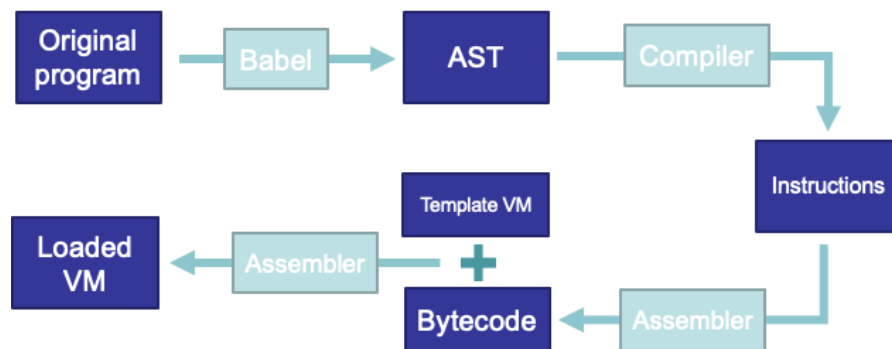 Original
program
Babel
AST
Compiler
Instructions
Template VM
Loaded
VM
Assembler
Bytecode
Assembler